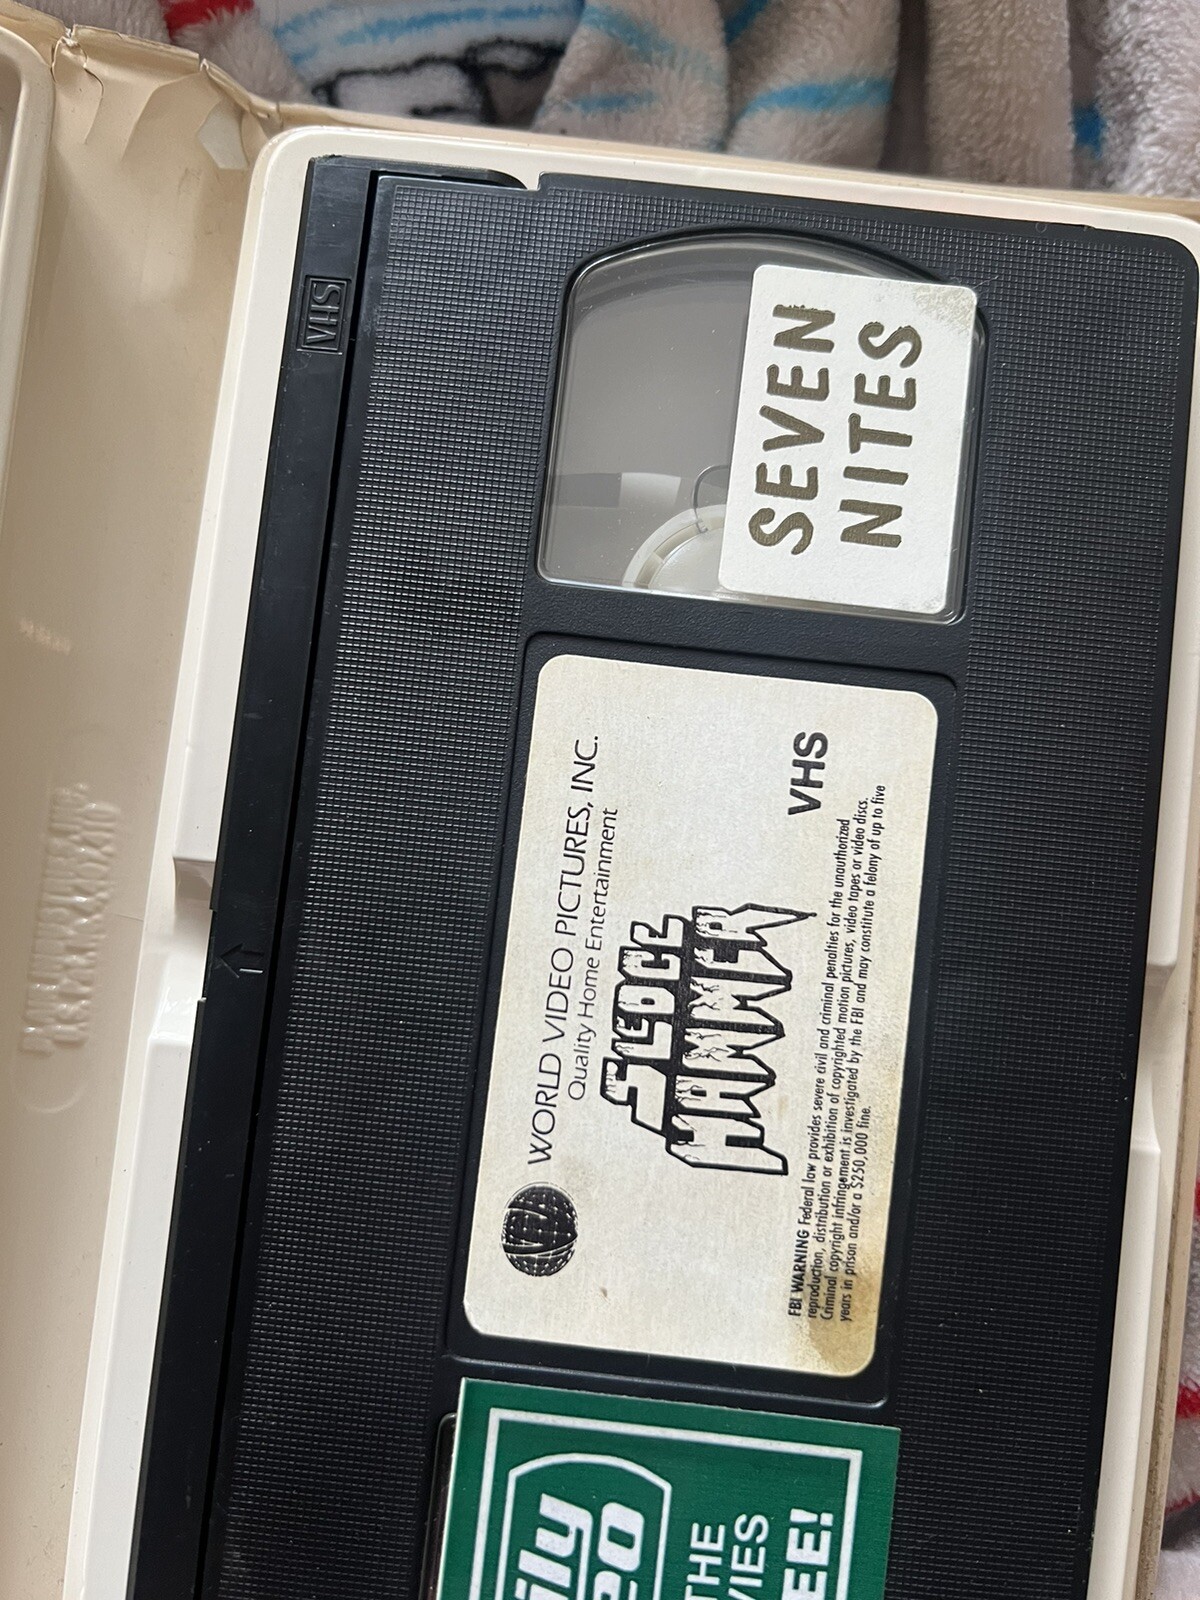 VHS
SEVEN
NITES
WORLD VIDEO PICTURES, INC.
Quality Home Entertainment
SLEDGE
HAMMER
VHS
FBI WARNING Federal law provides severe civil and criminal penalties for the unauthorized
reproduction, distribution or exhibition of copyrighted motion pictures, video tapes or video discs.
Criminal copyright infringement is investigated by the FBI and may constitute a felony of up to five
years in prison and/or a $250,000 fine.
THE